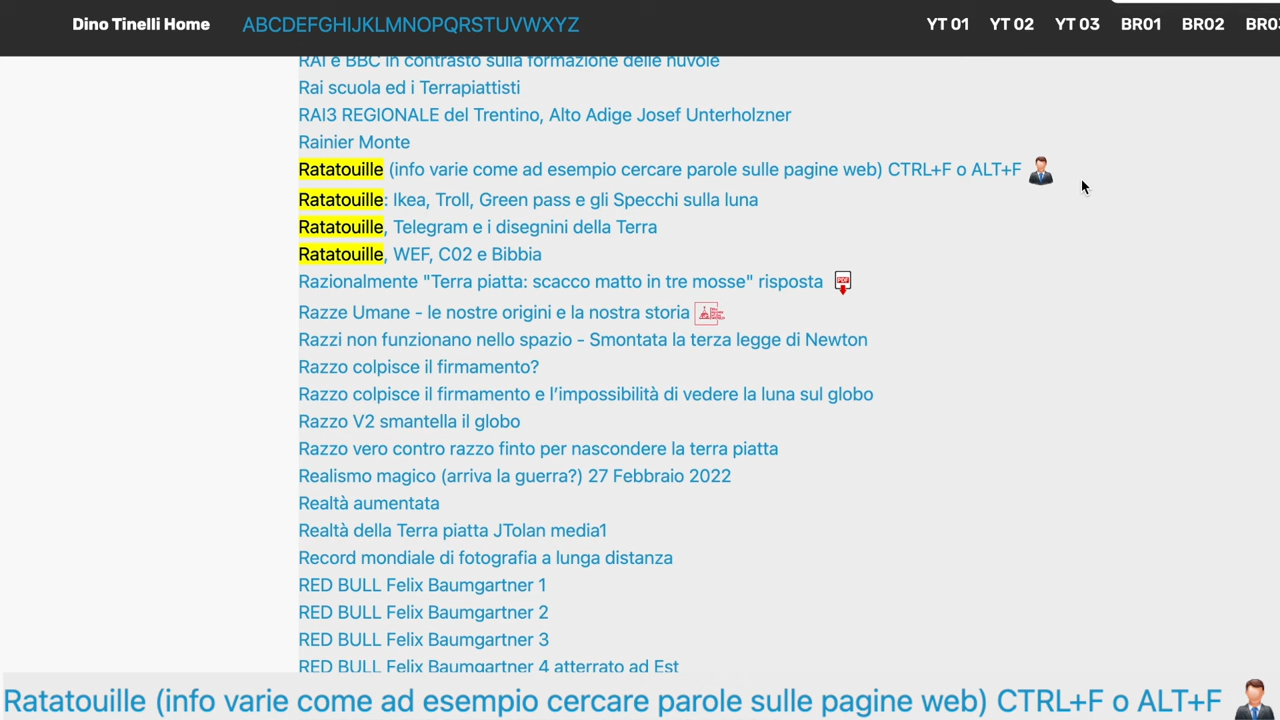 Dino Tinelli Home ABCDEFGHIJKLMNOPQRSTUVWXYZ YT 01 YT 02 YT 03 BR01 BR02 BR03
RAI e BBC in contrasto sulla formazione delle nuvole
Rai scuola ed i Terrapiattisti
RAI3 REGIONALE del Trentino, Alto Adige Josef Unterholzner
Rainier Monte
Ratatouille (info varie come ad esempio cercare parole sulle pagine web) CTRL+F o ALT+F
Ratatouille: Ikea, Troll, Green pass e gli Specchi sulla luna
Ratatouille, Telegram e i disegnini della Terra
Ratatouille, WEF, C02 e Bibbia
Razionalmente "Terra piatta: scacco matto in tre mosse" risposta PDF
Razze Umane - le nostre origini e la nostra storia
Razzi non funzionano nello spazio - Smontata la terza legge di Newton
Razzo colpisce il firmamento?
Razzo colpisce il firmamento e l’impossibilità di vedere la luna sul globo
Razzo V2 smantella il globo
Razzo vero contro razzo finto per nascondere la terra piatta
Realismo magico (arriva la guerra?) 27 Febbraio 2022
Realtà aumentata
Realtà della Terra piatta JTolan media1
Record mondiale di fotografia a lunga distanza
RED BULL Felix Baumgartner 1
RED BULL Felix Baumgartner 2
RED BULL Felix Baumgartner 3
RED BULL Felix Baumgartner 4 atterrato ad Est
Ratatouille (info varie come ad esempio cercare parole sulle pagine web) CTRL+F o ALT+F